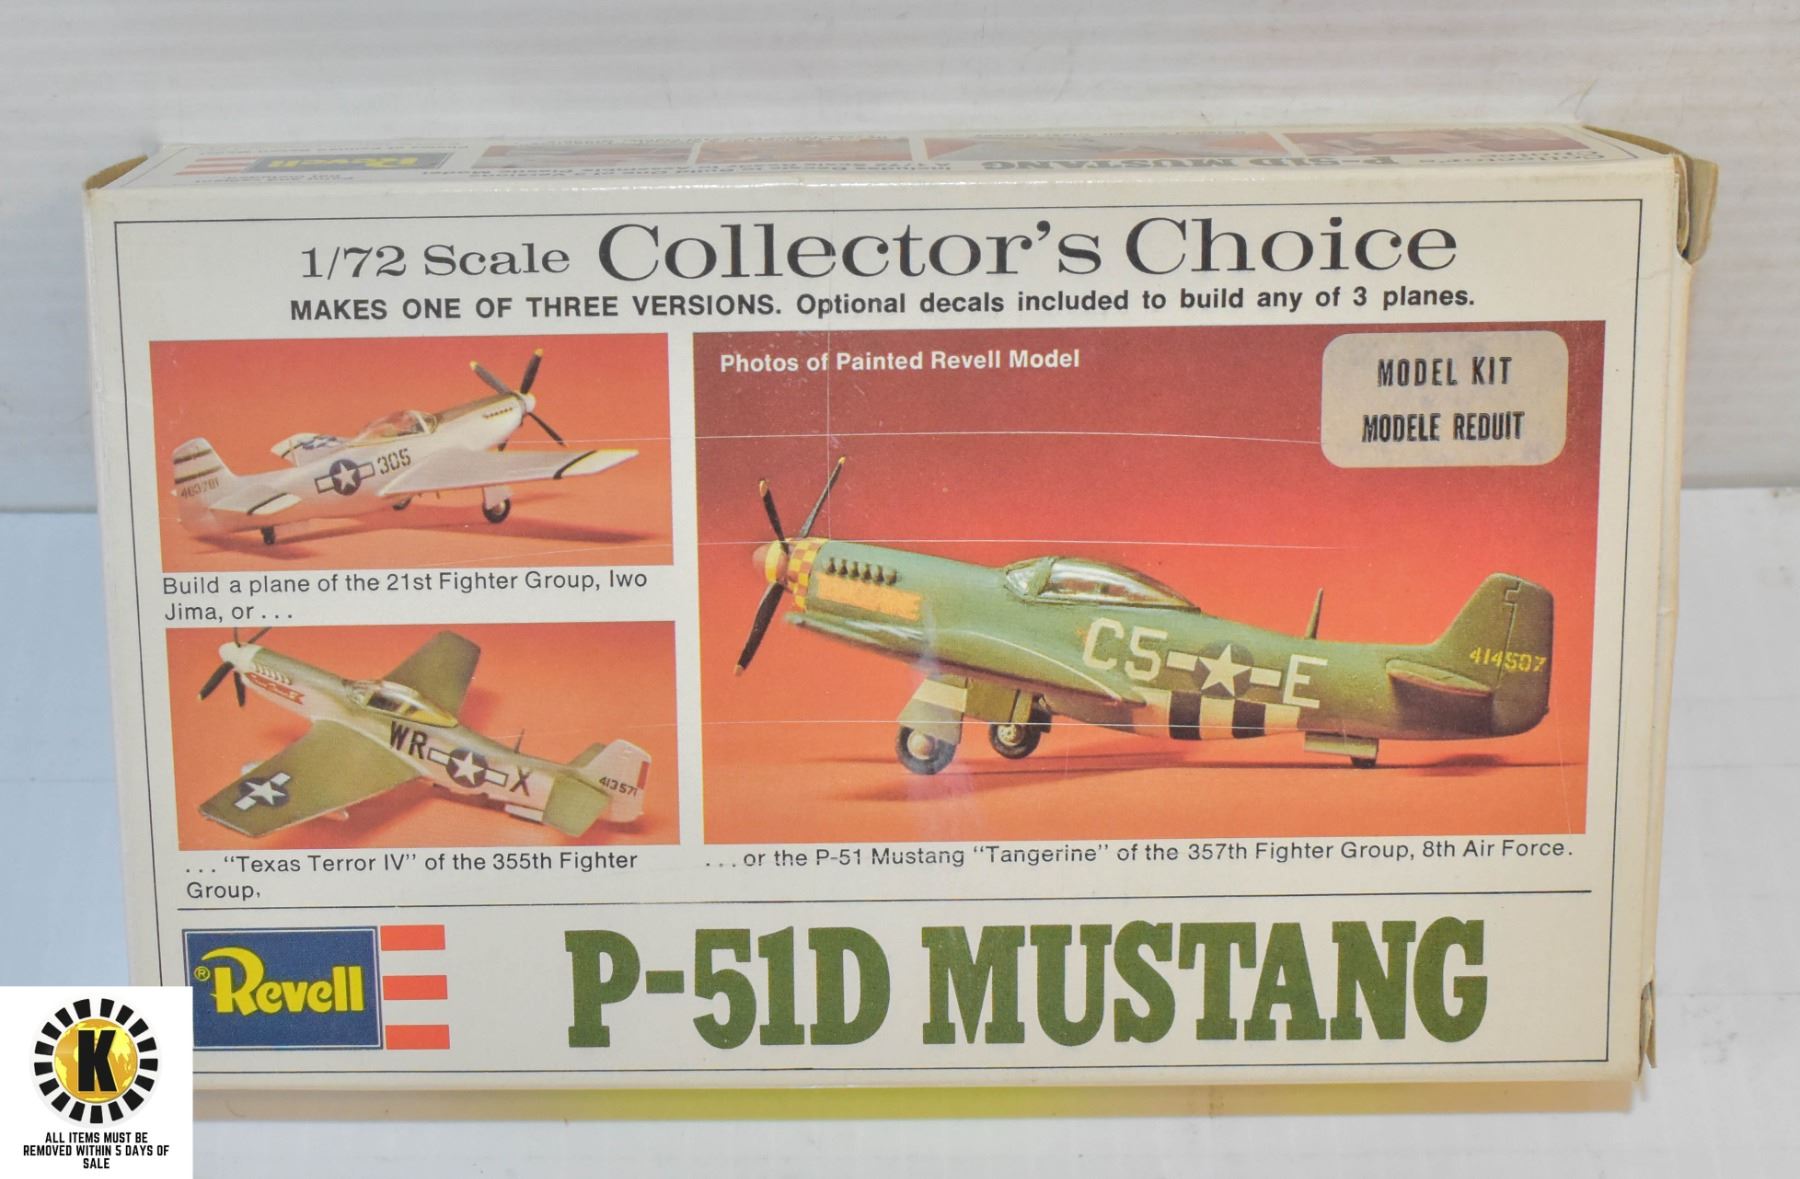 Revell
P-51D MUSTANG
1/72 Scale Collector's Choice
MAKES ONE OF THREE VERSIONS. Optional decals included to build any of 3 planes.
Photos of Painted Revell Model
MODEL KIT
MODELE REDUIT
305
463781
Build a plane of the 21st Fighter Group, Iwo
Jima, or...
C5 E
414507
WR X
413571
..."Texas Terror IV" of the 355th Fighter
Group,
...or the P-51 Mustang "Tangerine" of the 357th Fighter Group, 8th Air Force.
® Revell
P-51D MUSTANG
K
ALL ITEMS MUST BE
REMOVED WITHIN 5 DAYS OF
SALE